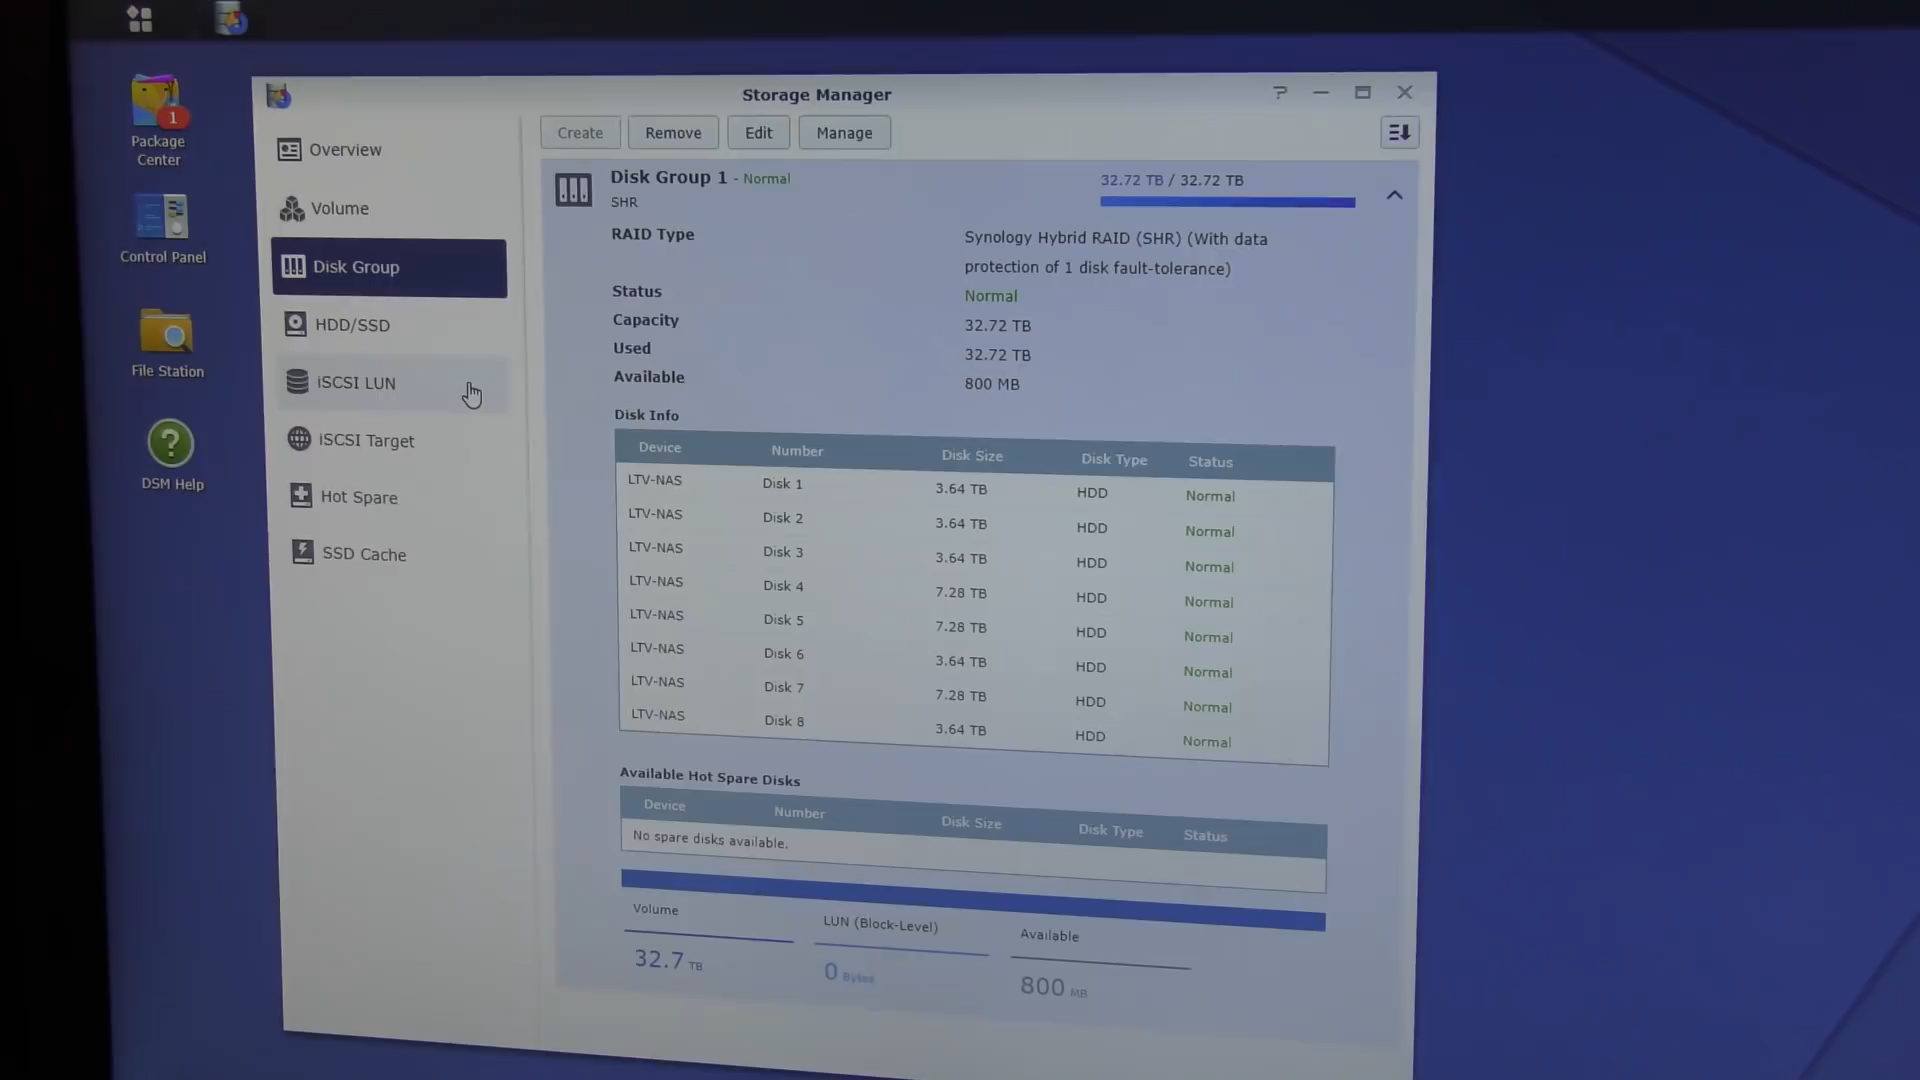 1
Package
Center
Control Panel
File Station
?
DSM Help
Storage Manager
?
Overview
Volume
Disk Group
HDD/SSD
iSCSI LUN
iSCSI Target
Hot Spare
SSD Cache
Create Remove Edit Manage
Disk Group 1 - Normal
SHR
32.72 TB / 32.72 TB
RAID Type Synology Hybrid RAID (SHR) (With data
protection of 1 disk fault-tolerance)
Status Normal
Capacity 32.72 TB
Used 32.72 TB
Available 800 MB
Disk Info
Device Number Disk Size Disk Type Status
LTV-NAS Disk 1 3.64 TB HDD Normal
LTV-NAS Disk 2 3.64 TB HDD Normal
LTV-NAS Disk 3 3.64 TB HDD Normal
LTV-NAS Disk 4 7.28 TB HDD Normal
LTV-NAS Disk 5 7.28 TB HDD Normal
LTV-NAS Disk 6 3.64 TB HDD Normal
LTV-NAS Disk 7 7.28 TB HDD Normal
LTV-NAS Disk 8 3.64 TB HDD Normal
Available Hot Spare Disks
Device Number Disk Size Disk Type Status
No spare disks available.
Volume LUN (Block-Level) Available
32.7 TB 0 Bytes 800 MB